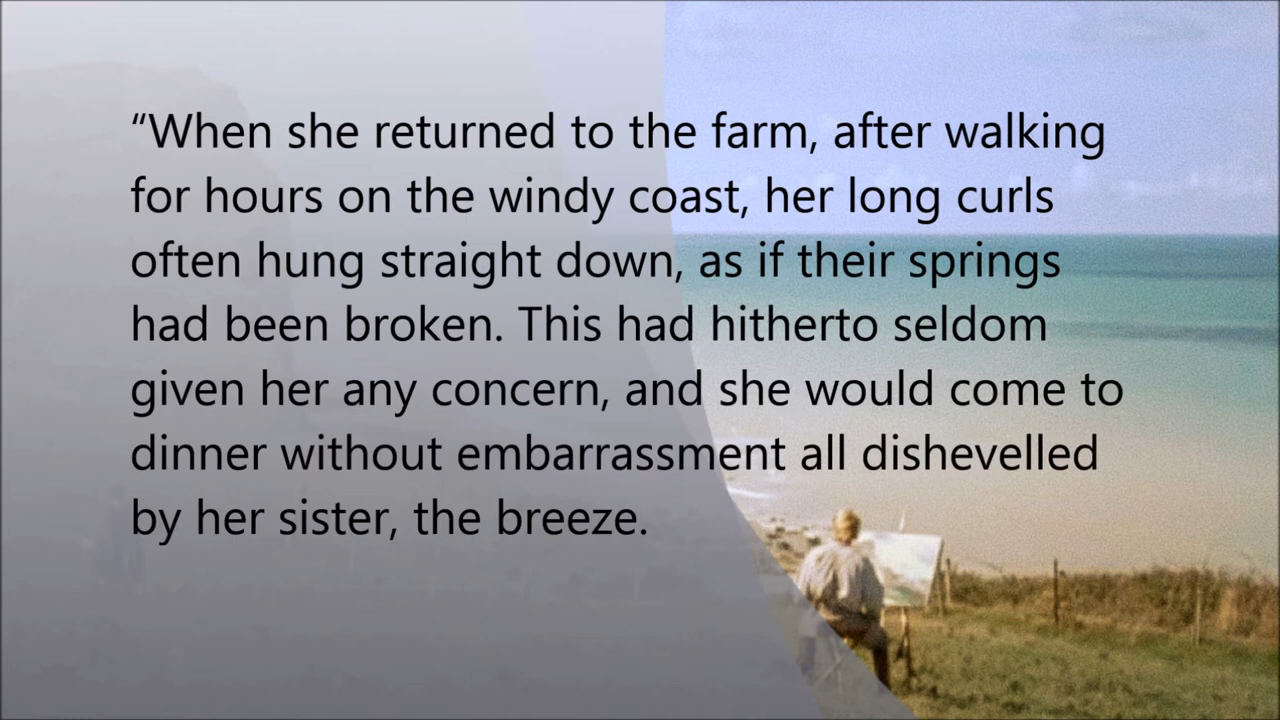 “When she returned to the farm, after walking
for hours on the windy coast, her long curls
often hung straight down, as if their springs
had been broken. This had hitherto seldom
given her any concern, and she would come to
dinner without embarrassment all dishevelled
by her sister, the breeze.